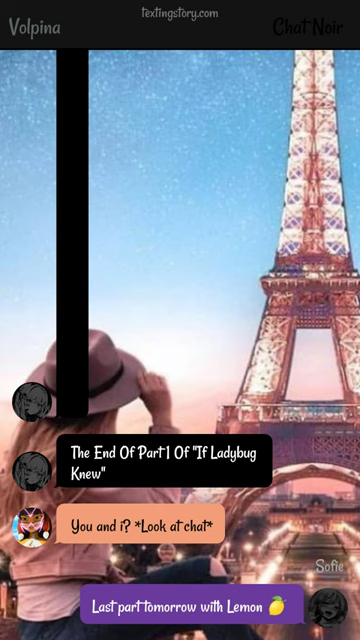 textingstory.com
Volpina
Chat Noir
The End Of Part 1 Of "If Ladybug
Knew"
You and i? *Look at chat*
Sofie
Last part tomorrow with Lemon 🍋